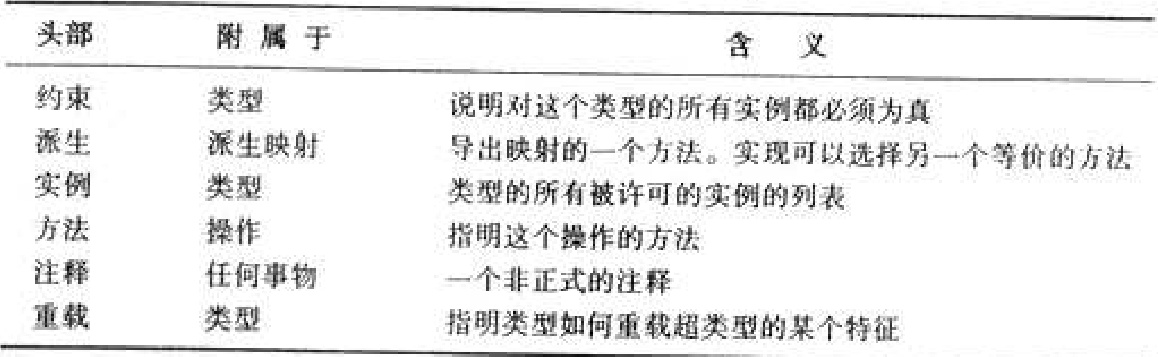 头部 附属于 含义
约束 类型 说明对这个类型的所有实例都必须为真
派生 派生映射 导出映射的一个方法。实现可以选择另一个等价的方法
实例 类型 类型的所有被许可的实例的列表
方法 操作 指明这个操作的方法
注释 任何事物 一个非正式的注释
重载 类型 指明类型如何重载超类型的某个特征